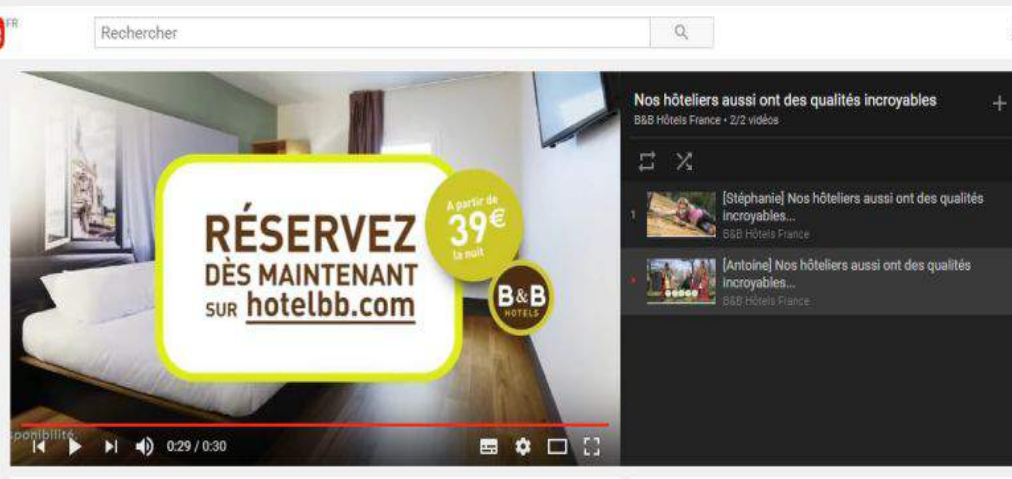 FR
Rechercher
RÉSERVEZ
DÈS MAINTENANT
SUR hotelbb.com
A partir de
39€
la nuit
B&B
HOTELS
sponibilité.
0:29 / 0:30
Nos hôteliers aussi ont des qualités incroyables
B&B Hôtels France • 2/2 vidéos
1
[Stéphanie] Nos hôteliers aussi ont des qualités
incroyables...
B&B Hôtels France
[Antoine] Nos hôteliers aussi ont des qualités
incroyables...
B&B Hôtels France